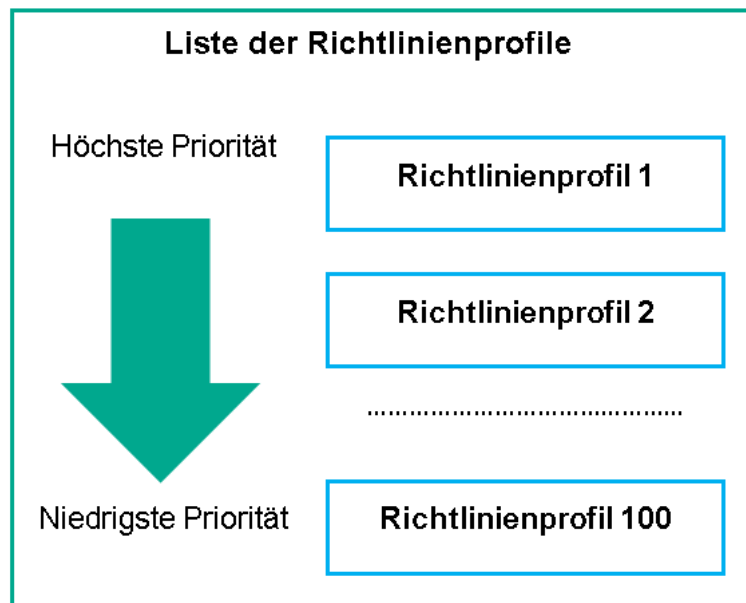 Liste der Richtlinienprofile
Höchste Priorität
Richtlinienprofil 1
Richtlinienprofil 2
................................................
Niedrigste Priorität
Richtlinienprofil 100